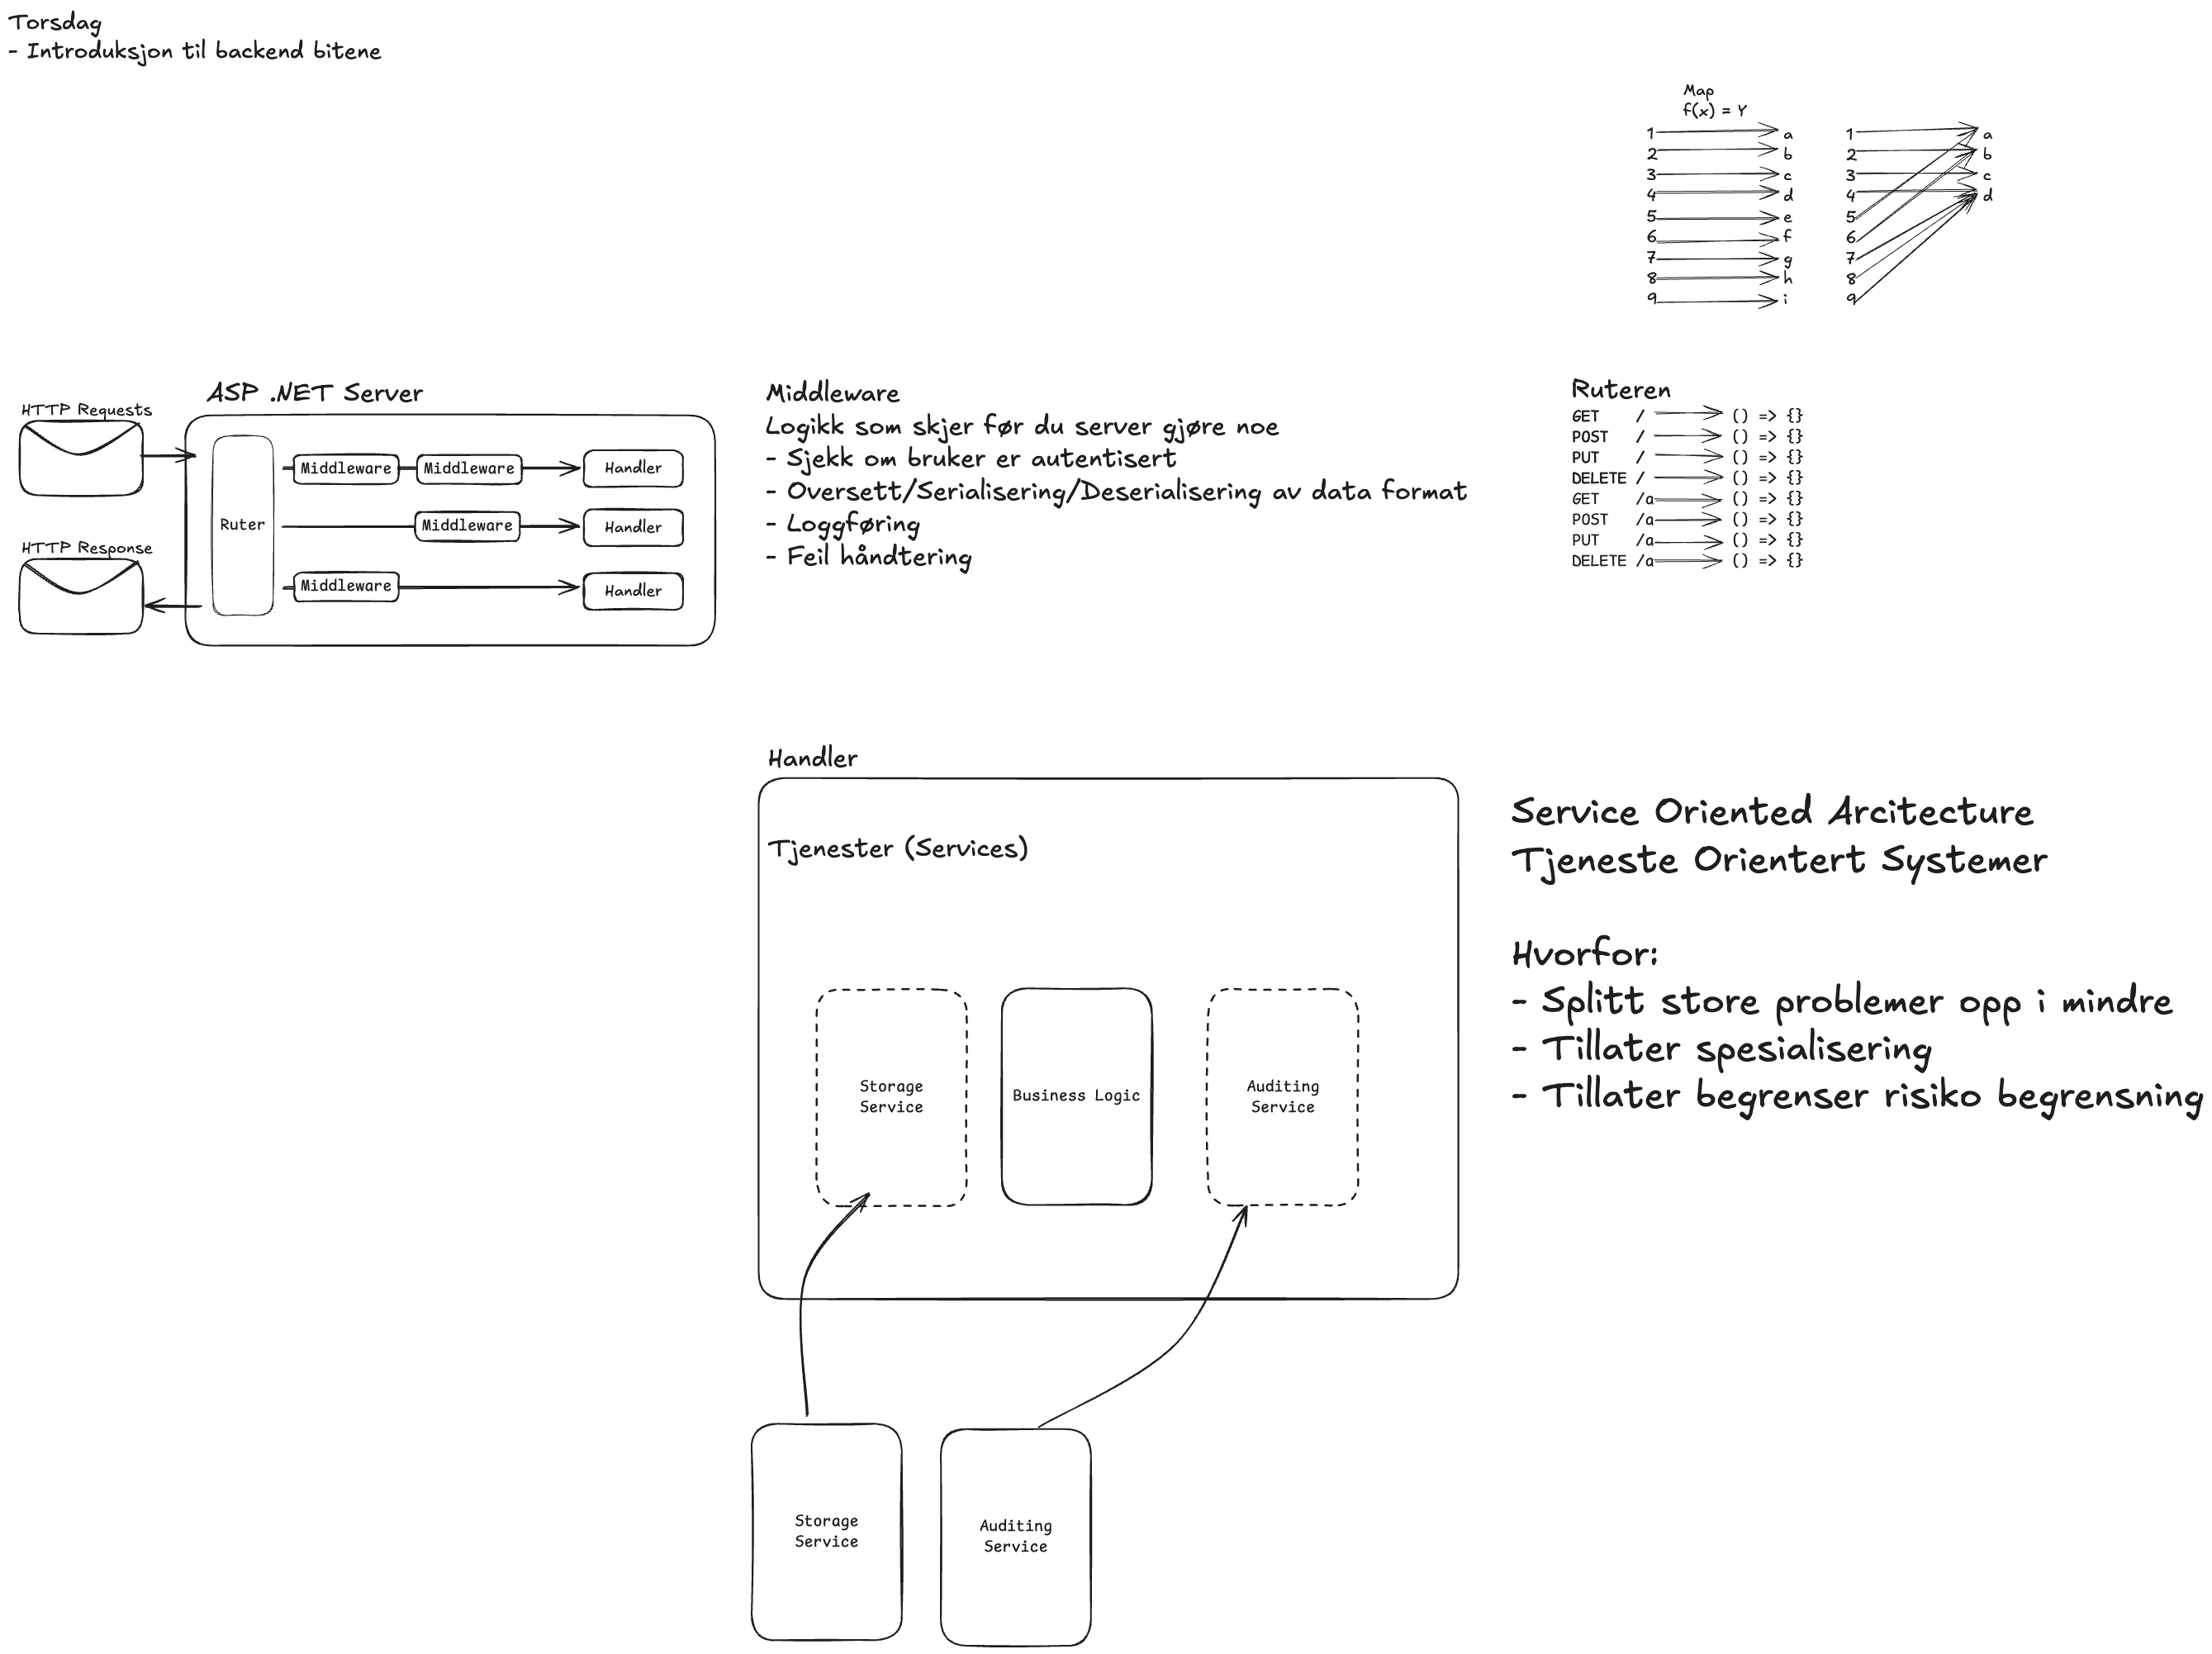 Torsdag
- Introduksjon til backend bitene
Map
f(x) = Y
1 a
2 b
3 c
4 d
5 e
6 f
7 g
8 h
9 i
1 a
2 b
3 c
4 d
5
6
7
8
9
ASP .NET Server
HTTP Requests
HTTP Response
Ruter
Middleware Middleware Handler
Middleware Handler
Middleware Handler
Middleware
Logikk som skjer før du server gjøre noe
- Sjekk om bruker er autentisert
- Oversett/Serialisering/Deserialisering av data format
- Loggføring
- Feil håndtering
Ruteren
GET / () => {}
POST / () => {}
PUT / () => {}
DELETE / () => {}
GET /a () => {}
POST /a () => {}
PUT /a () => {}
DELETE /a () => {}
Handler
Tjenester (Services)
Storage
Service
Business Logic
Auditing
Service
Service Oriented Arcitecture
Tjeneste Orientert Systemer
Hvorfor:
- Splitt store problemer opp i mindre
- Tillater spesialisering
- Tillater begrenser risiko begrensning
Storage
Service
Auditing
Service